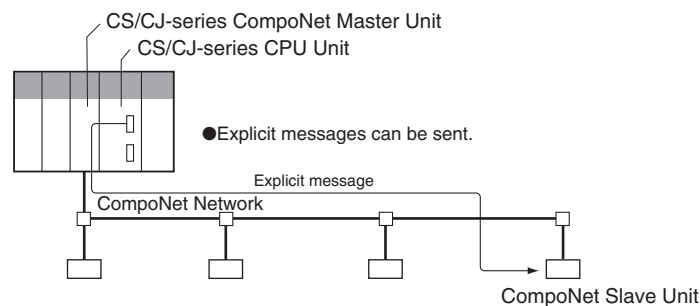 CS/CJ-series CompoNet Master Unit
CS/CJ-series CPU Unit
●Explicit messages can be sent.
Explicit message
CompoNet Network
CompoNet Slave Unit